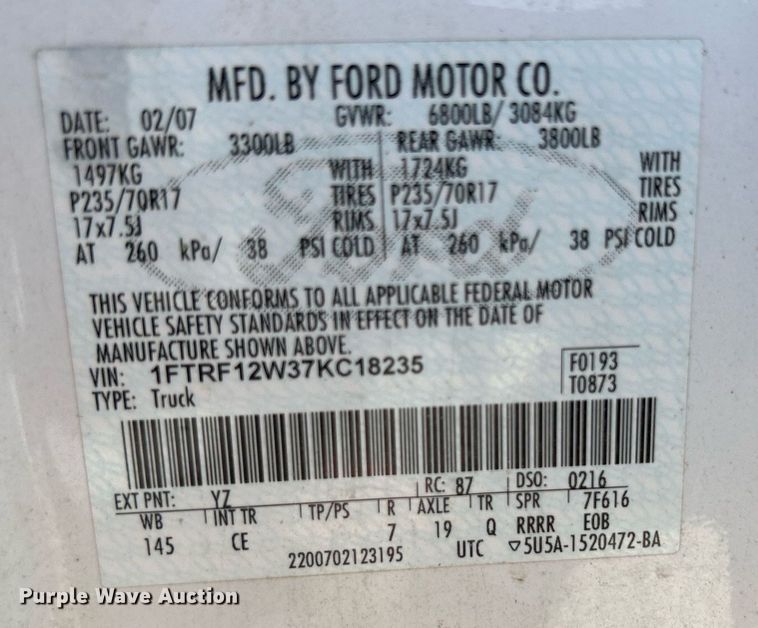 MFD. BY FORD MOTOR CO.
DATE: 02/07 GVWR: 6800LB/ 3084KG
FRONT GAWR: 3300LB REAR GAWR: 3800LB
1497KG WITH 1724KG WITH
P235/70R17 TIRES P235/70R17 TIRES
17x7.5J RIMS 17x7.5J RIMS
AT 260 kPa/ 38 PSI COLD AT 260 kPa/ 38 PSI COLD
Ford
THIS VEHICLE CONFORMS TO ALL APPLICABLE FEDERAL MOTOR
VEHICLE SAFETY STANDARDS IN EFFECT ON THE DATE OF
MANUFACTURE SHOWN ABOVE.
VIN: 1FTRF12W37KC18235 F0193
TYPE: Truck T0873
EXT PNT: YZ RC: 87 DSO: 0216
WB INT TR TP/PS R AXLE TR SPR 7F616
145 CE 7 19 Q RRRR E0B
2200702123195 UTC ▽5U5A-1520472-BA
Purple Wave Auction